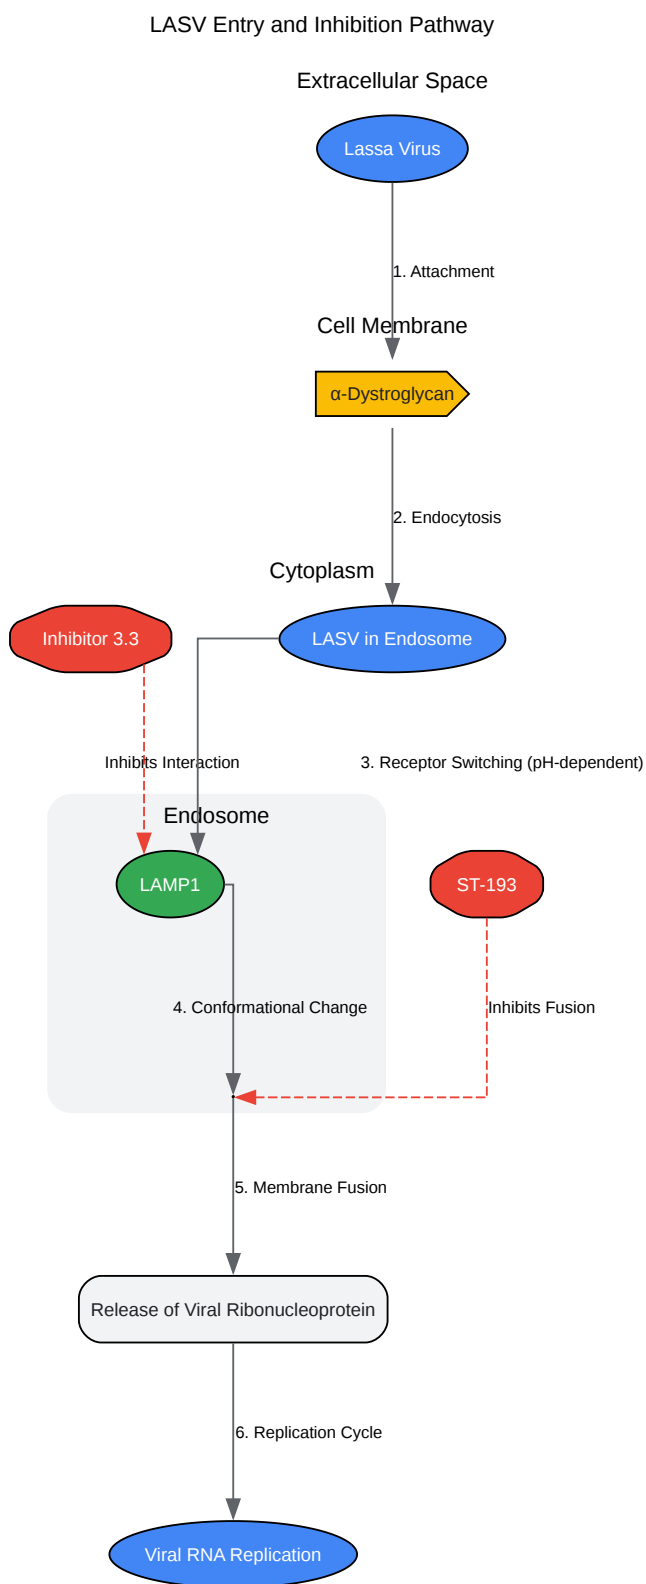 LASV Entry and Inhibition Pathway
Extracellular Space
Lassa Virus
1. Attachment
Cell Membrane
α-Dystroglycan
2. Endocytosis
Cytoplasm
Inhibitor 3.3
LASV in Endosome
Inhibits Interaction
3. Receptor Switching (pH-dependent)
Endosome
LAMP1
ST-193
4. Conformational Change
Inhibits Fusion
5. Membrane Fusion
Release of Viral Ribonucleoprotein
6. Replication Cycle
Viral RNA Replication